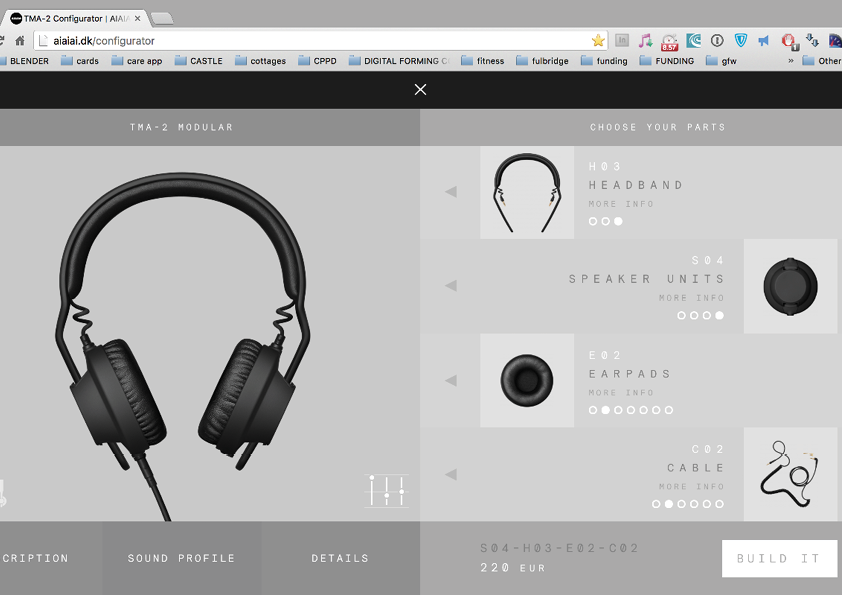 TMA-2 Configurator | AIAIA
aiaiai.dk/configurator
8.57
1
BLENDER cards care app CASTLE cottages CPPD DIGITAL FORMING C fitness fulbridge funding FUNDING gfw » Other
TMA-2 MODULAR
CHOOSE YOUR PARTS
H03
HEADBAND
MORE INFO
S04
SPEAKER UNITS
MORE INFO
E02
EARPADS
MORE INFO
C02
CABLE
MORE INFO
CRIPTION SOUND PROFILE DETAILS
S04-H03-E02-C02
220 EUR
BUILD IT